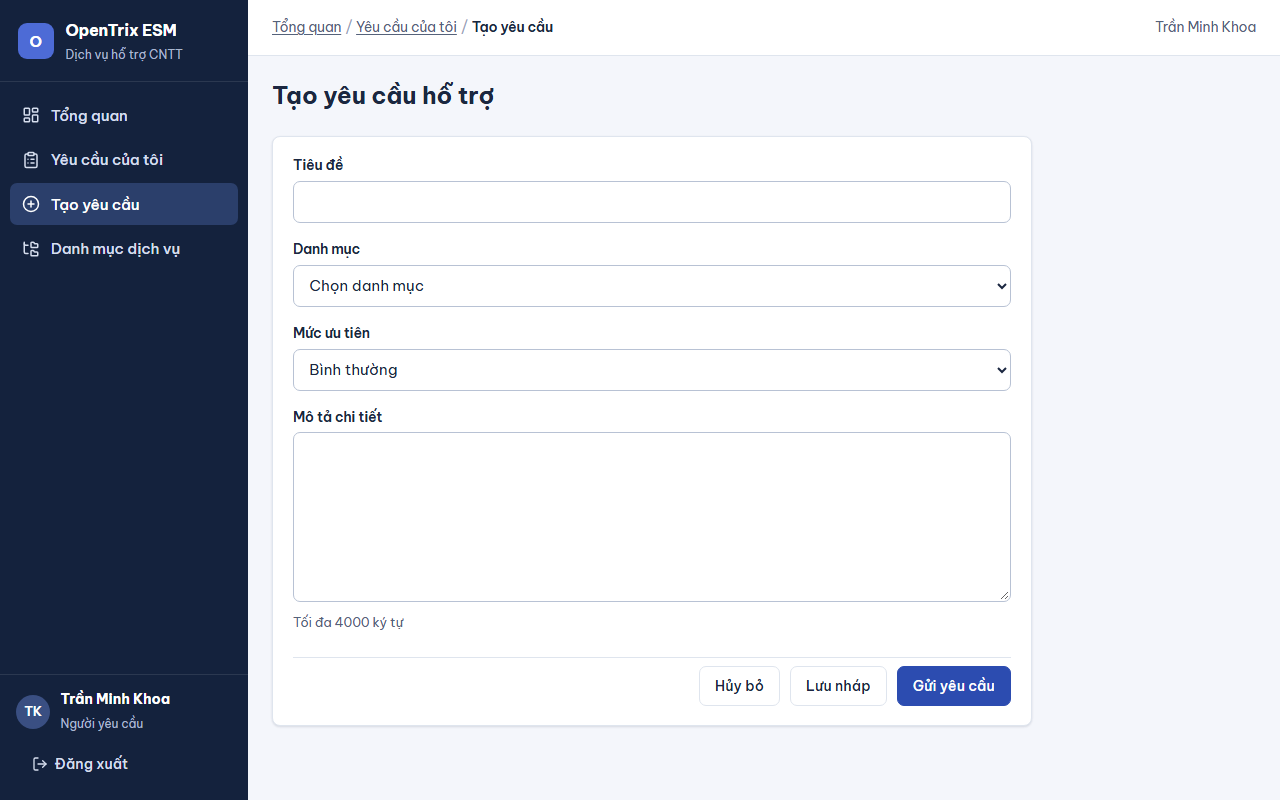 OpenTrix ESM
Dịch vụ hỗ trợ CNTT
Tổng quan
Yêu cầu của tôi
Tạo yêu cầu
Danh mục dịch vụ
TK
Trần Minh Khoa
Người yêu cầu
Đăng xuất
Tổng quan / Yêu cầu của tôi / Tạo yêu cầu
Trần Minh Khoa
Tạo yêu cầu hỗ trợ
Tiêu đề
Danh mục
Chọn danh mục
Mức ưu tiên
Bình thường
Mô tả chi tiết
Tối đa 4000 ký tự
Hủy bỏ
Lưu nháp
Gửi yêu cầu